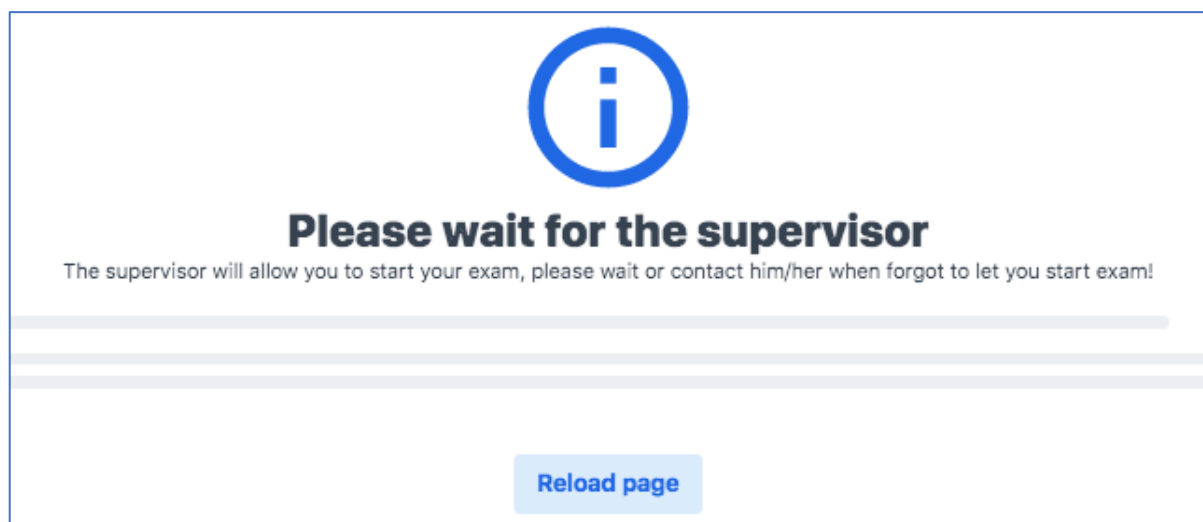 Please wait for the supervisor
The supervisor will allow you to start your exam, please wait or contact him/her when forgot to let you start exam!
Reload page